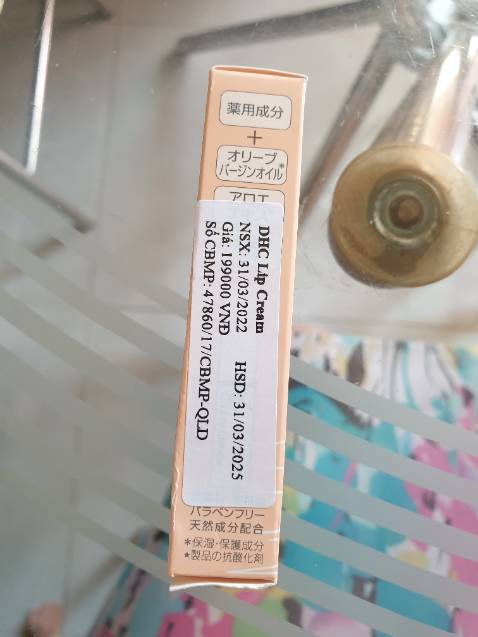 薬用成分
+
オリーブ*
バージンオイル
アロエ
DHC Lip Cream
NSX: 31/03/2022 HSD: 31/03/2025
Giá: 199000 VNĐ
Số CBMP: 47860/17/CBMP-QLD
パラベンフリー
天然成分配合
*保湿・保護成分
★製品の抗酸化剤